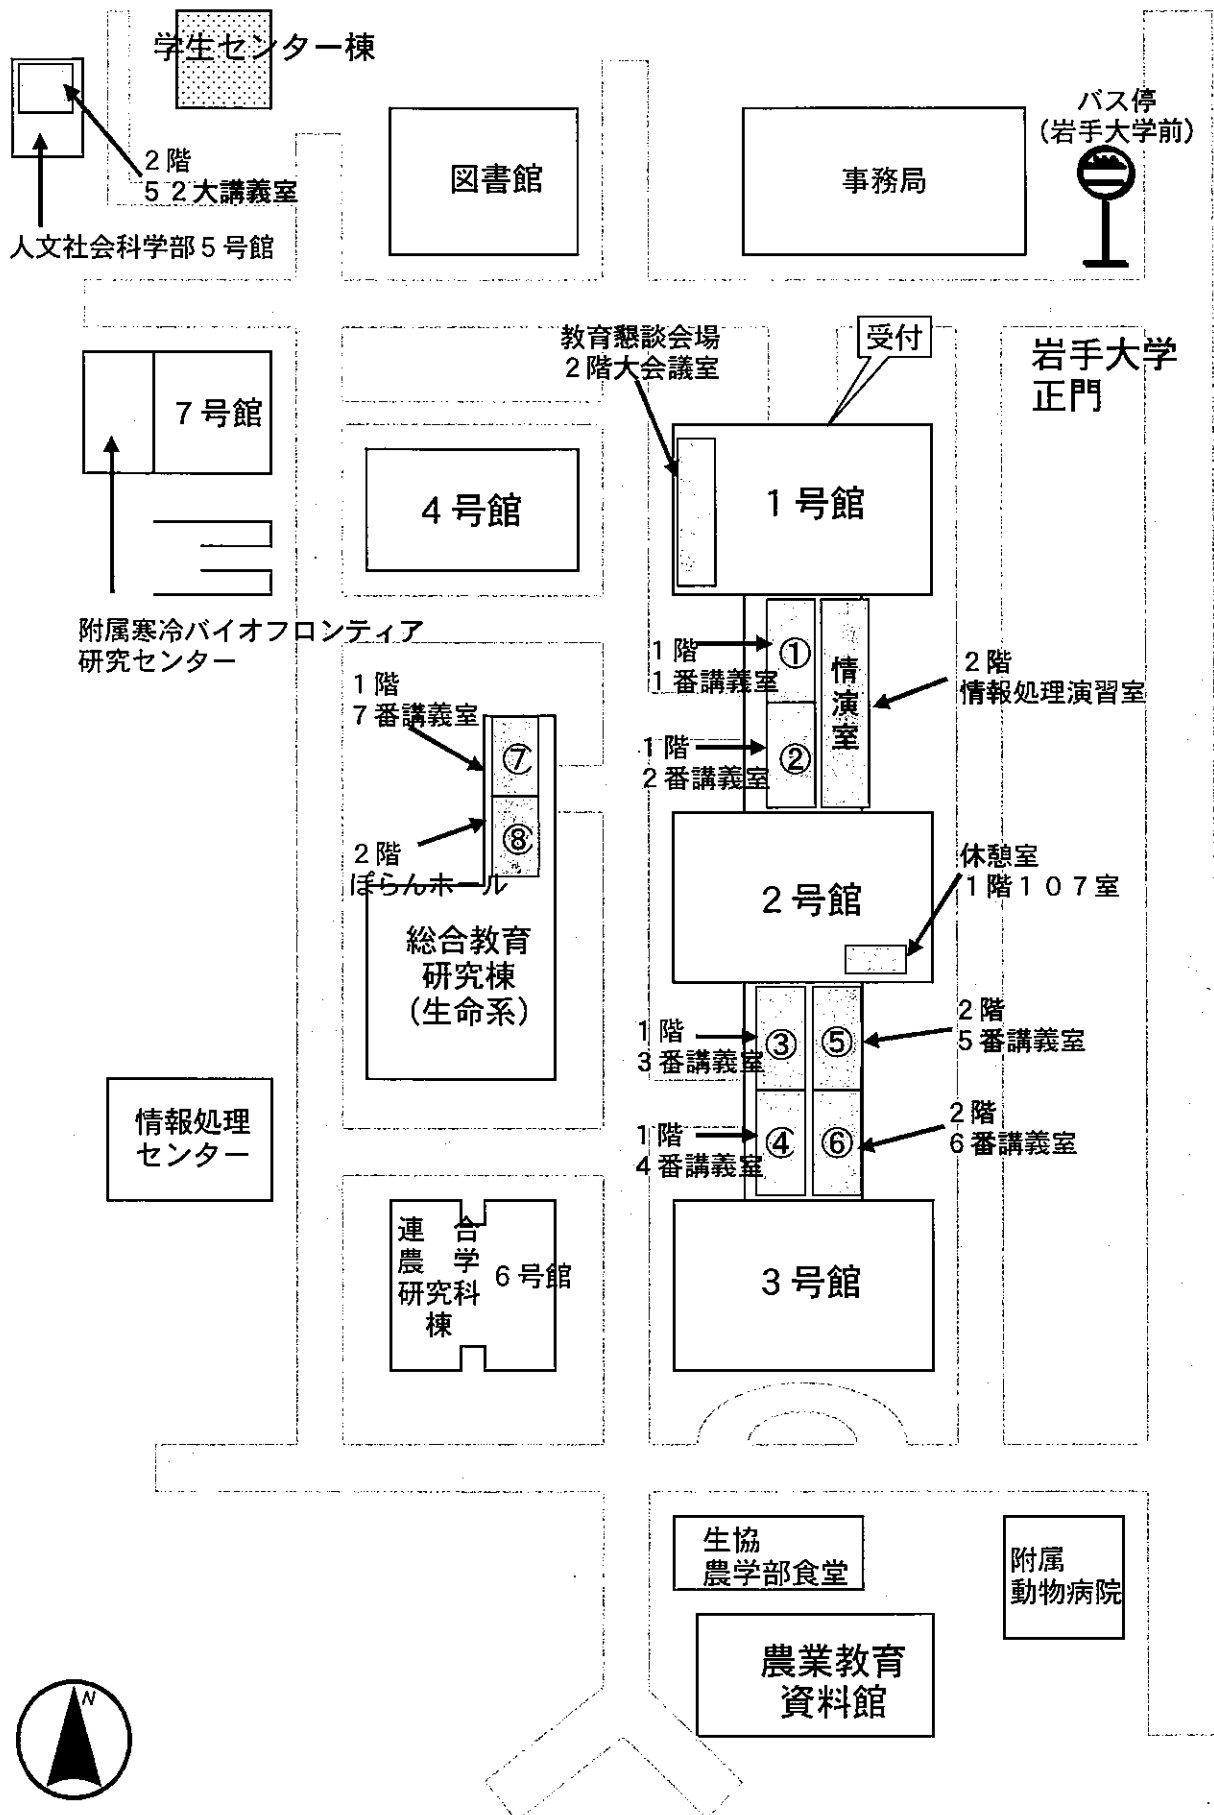 学生センター棟
2階
52大講義室
人文社会科学部5号館
図書館
事務局
バス停
(岩手大学前)
教育懇談会場
2階大会議室
受付
岩手大学
正門
7号館
4号館
1号館
附属寒冷バイオフロンティア
研究センター
1階
1番講義室
①
情演室
2階
情報処理演習室
1階
2番講義室
②
1階
7番講義室
⑦
⑧
2階
ぽらんホール
2号館
休憩室
1階107室
総合教育
研究棟
(生命系)
1階
3番講義室
③
⑤
2階
5番講義室
1階
4番講義室
④
⑥
2階
6番講義室
情報処理
センター
連合
農学
研究科
棟
6号館
3号館
生協
農学部食堂
附属
動物病院
農業教育
資料館
N